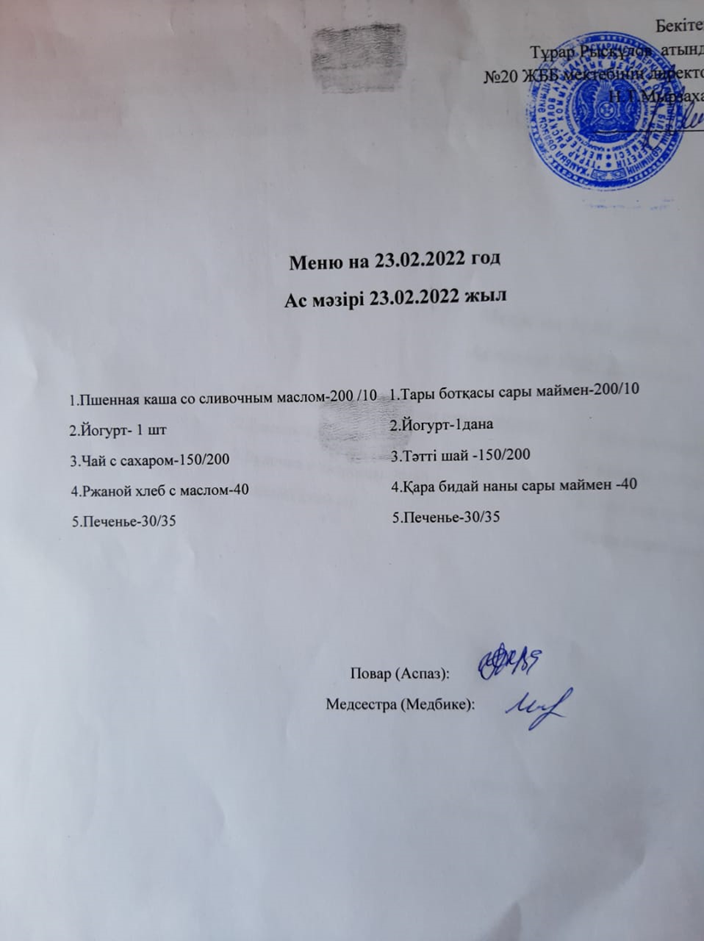 Бекіте
Тұрар Рысқұлов атынд
№20 ЖББ мектебінің директо
Меню на 23.02.2022 год
Ас мәзірі 23.02.2022 жыл
1.Пшенная каша со сливочным маслом-200 /10 1.Тары ботқасы сары маймен-200/10
2.Йогурт- 1 шт 2.Йогурт-1дана
3.Чай с сахаром-150/200 3.Тәтті шай -150/200
4.Ржаной хлеб с маслом-40 4.Қара бидай наны сары маймен -40
5.Печенье-30/35 5.Печенье-30/35
Повар (Аспаз):
Медсестра (Медбике):